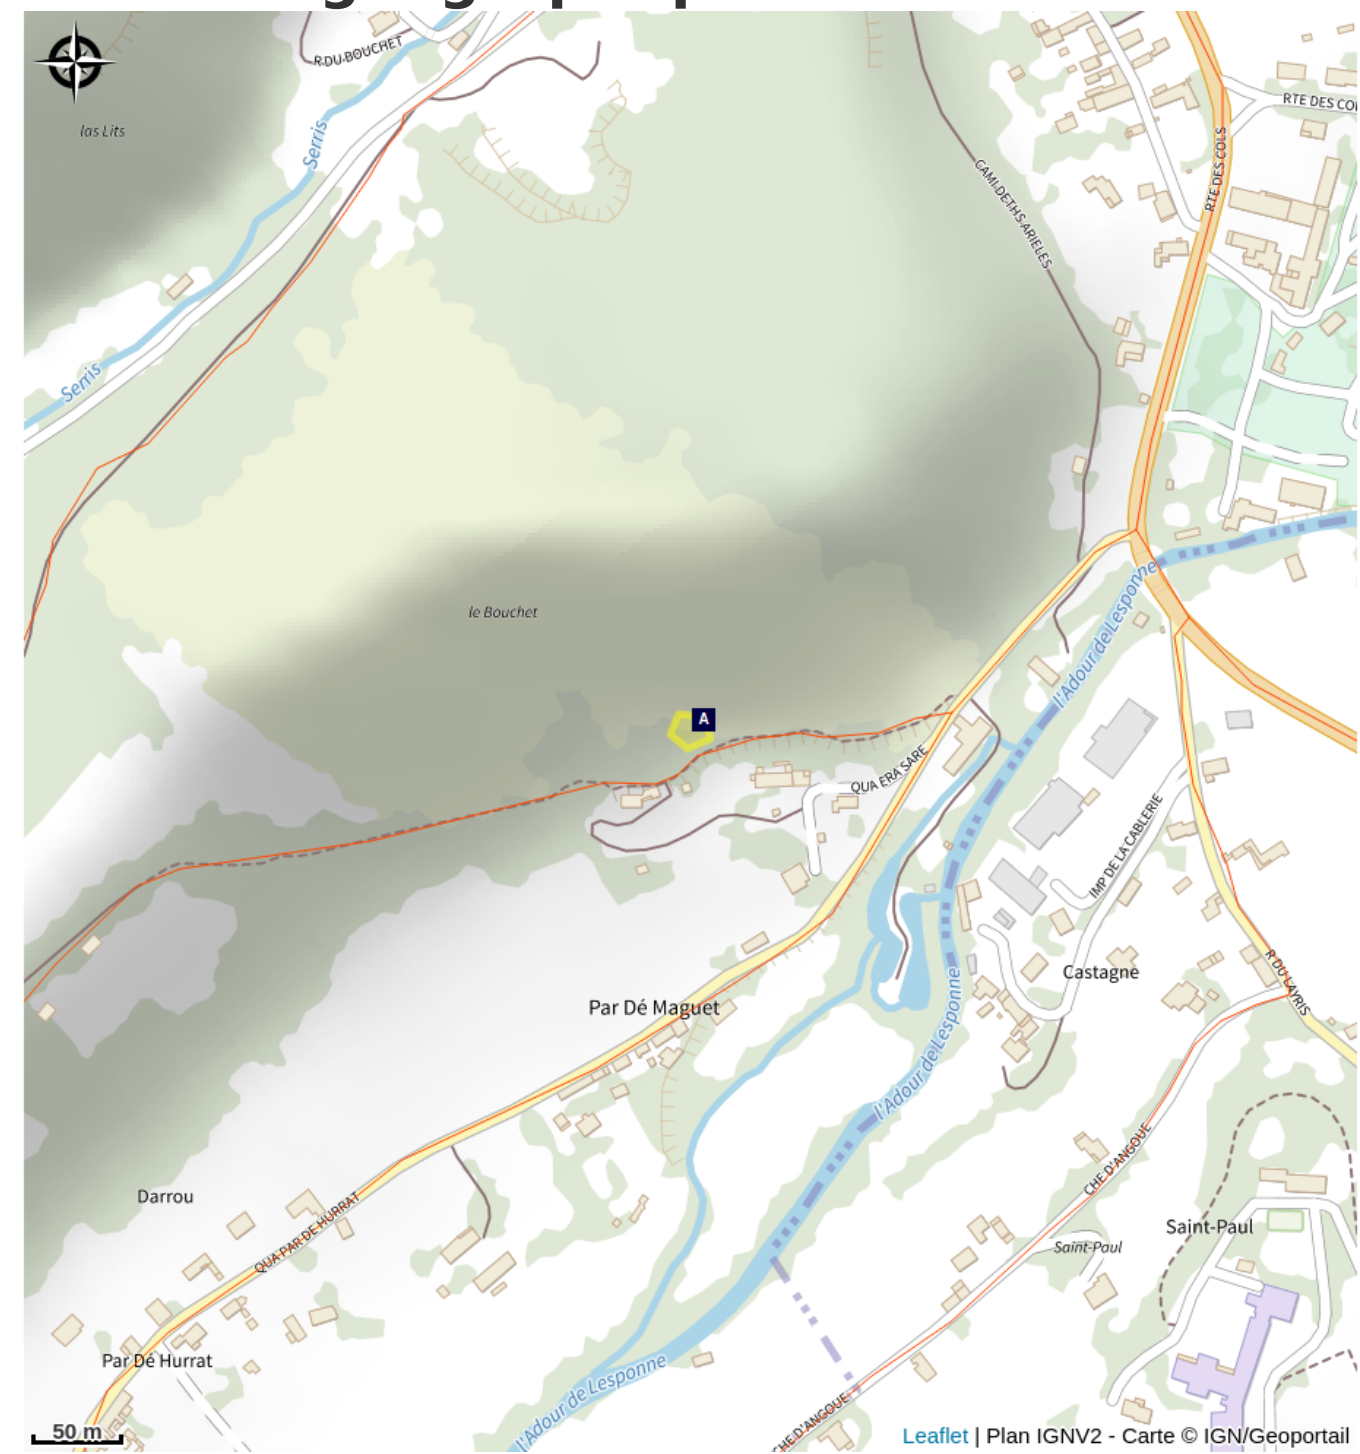 R DU BOUCHET
las Lits
Serris
RTE DES COLS
CAMI DETHS ARIELES
Serris
le Bouchet
l'Adour de Lesponne
A
QUA ERA SARE
IMP DE LA CABLERIE
Castagne
R DU LAYRIS
Par Dé Maguet
l'Adour de Lesponne
CHE D'ANGOUE
Darrou
Saint-Paul
Saint-Paul
QUA PAR DE HURRAT
Par Dé Hurrat
l'Adour de Lesponne
CHE D'ANGOUE
50 m
Leaflet | Plan IGNV2 - Carte © IGN/Geoportail